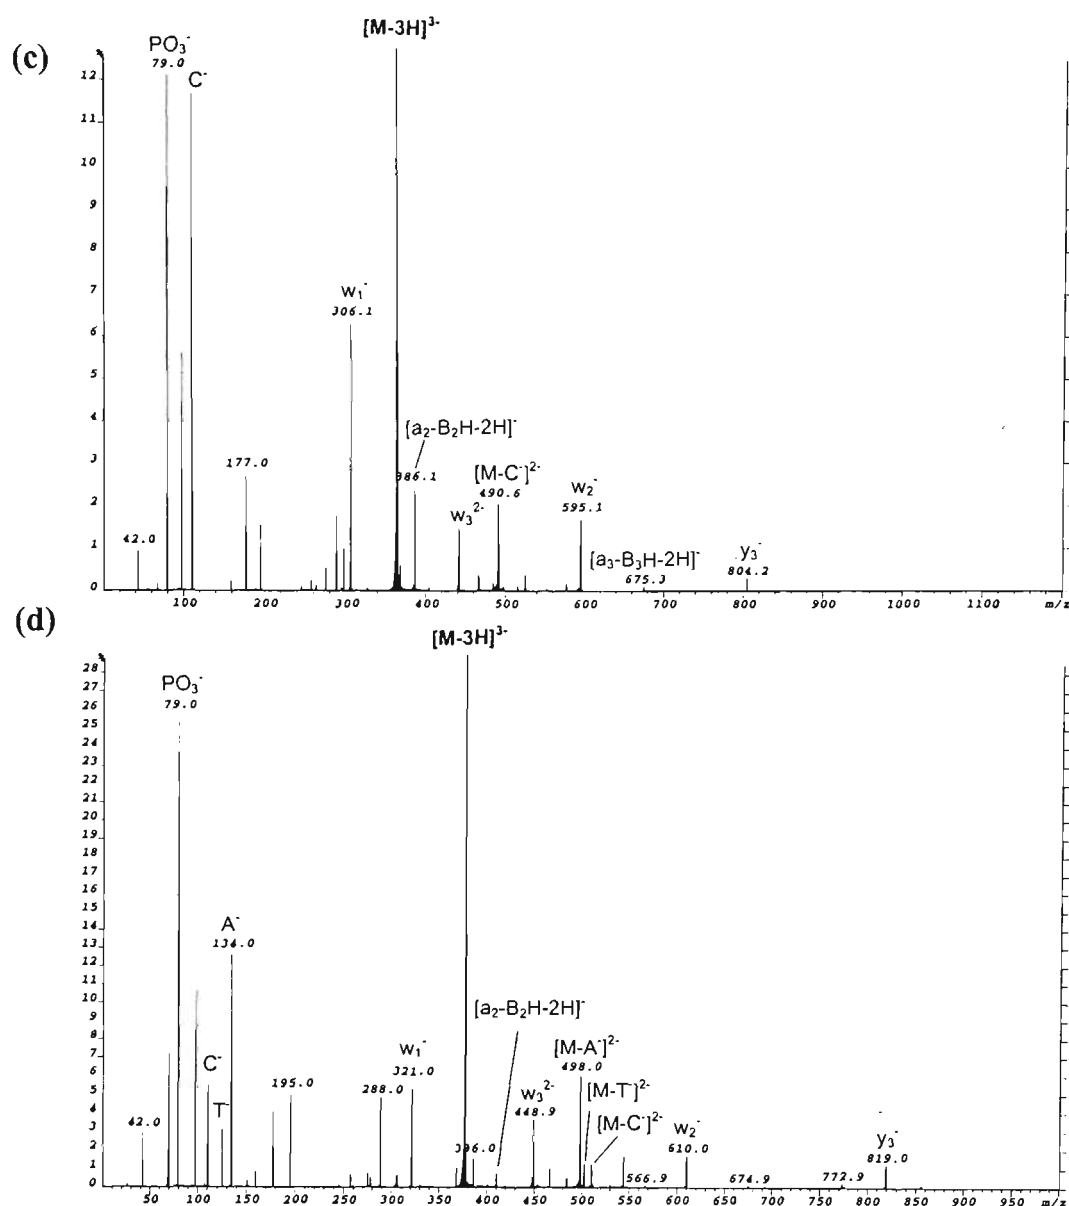 (c)
[M-3H]3-
PO3-
79.0
C-
w1-
306.1
[a2-B2H-2H]-
386.1
177.0
[M-C-]2-
490.6
w2-
595.1
w32-
42.0
[a3-B3H-2H]-
675.3
y3-
804.2
%
12
11
10
9
8
7
6
5
4
3
2
1
0
100 200 300 400 500 600 700 800 900 1000 1100 m/z
(d)
[M-3H]3-
PO3-
79.0
A-
134.0
[a2-B2H-2H]-
C-
w1-
321.0
[M-A-]2-
498.0
[M-T-]2-
195.0
288.0
w32-
448.9
[M-C-]2-
T-
42.0
386.0
w2-
610.0
y3-
819.0
566.9
674.9
772.9
%
28
27
26
25
24
23
22
21
20
19
18
17
16
15
14
13
12
11
10
9
8
7
6
5
4
3
2
1
0
50 100 150 200 250 300 350 400 450 500 550 600 650 700 750 800 850 900 950 m/z